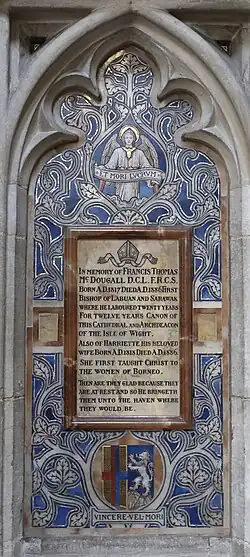 ET MORI LUCRUM
IN MEMORY OF FRANCIS THOMAS
MC DOUGALL D.C.L. F.R.C.S.
BORN A.D.1817 DIED A.D.1886 FIRST
BISHOP OF LABUAN AND SARAWAK
WHERE HE LABOURED TWENTY YEARS
FOR TWELVE YEARS CANON OF
THIS CATHEDRAL AND ARCHDEACON
OF THE ISLE OF WIGHT.
ALSO OF HARRIETTE HIS BELOVED
WIFE BORN A.D.1818 DIED A.D.1886
SHE FIRST TAUGHT CHRIST TO
THE WOMEN OF BORNEO.
THEN ARE THEY GLAD BECAUSE THEY
ARE AT REST AND SO HE BRINGETH
THEM UNTO THE HAVEN WHERE
THEY WOULD BE.
VINCERE·VEL·MORI